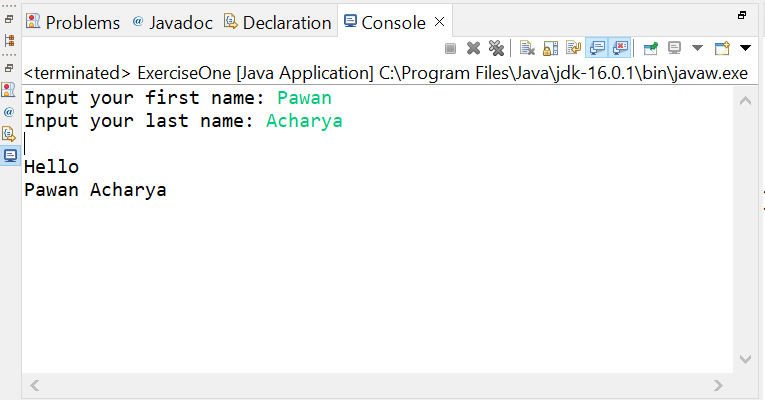 Problems @ Javadoc Declaration Console
<terminated> ExerciseOne [Java Application] C:\Program Files\Java\jdk-16.0.1\bin\javaw.exe
Input your first name: Pawan
Input your last name: Acharya
Hello
Pawan Acharya